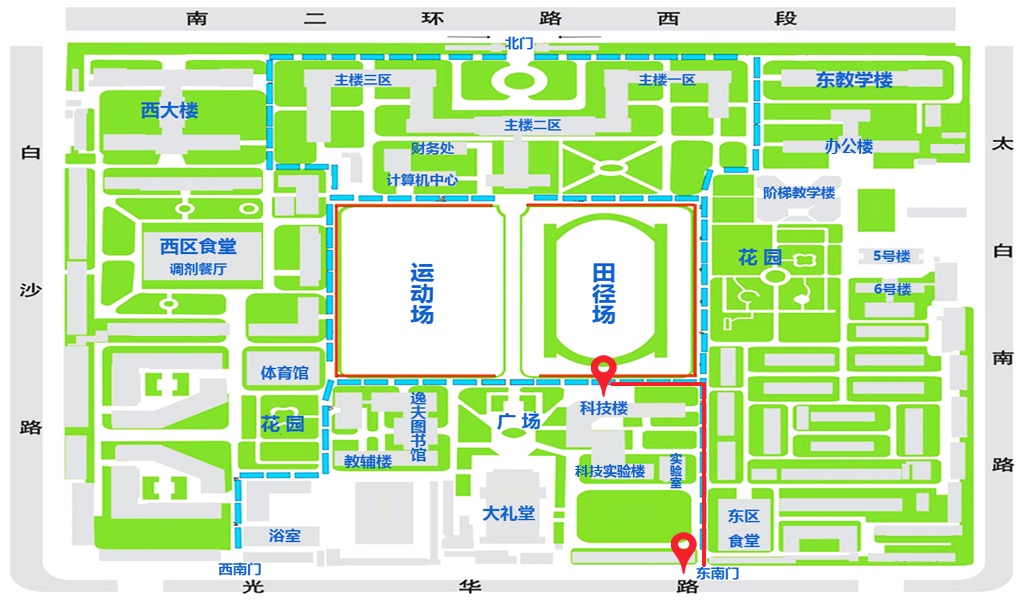 南二环路西段
北门
主楼三区
主楼一区
东教学楼
西大楼
主楼二区
财务处
办公楼
计算机中心
阶梯教学楼
白沙路
太白南路
西区食堂
调剂餐厅
运动场
田径场
花园
5号楼
6号楼
体育馆
花园
逸夫图书馆
教辅楼
广场
科技楼
科技实验楼
实验室
大礼堂
浴室
东区
食堂
西南门
东南门
光华路